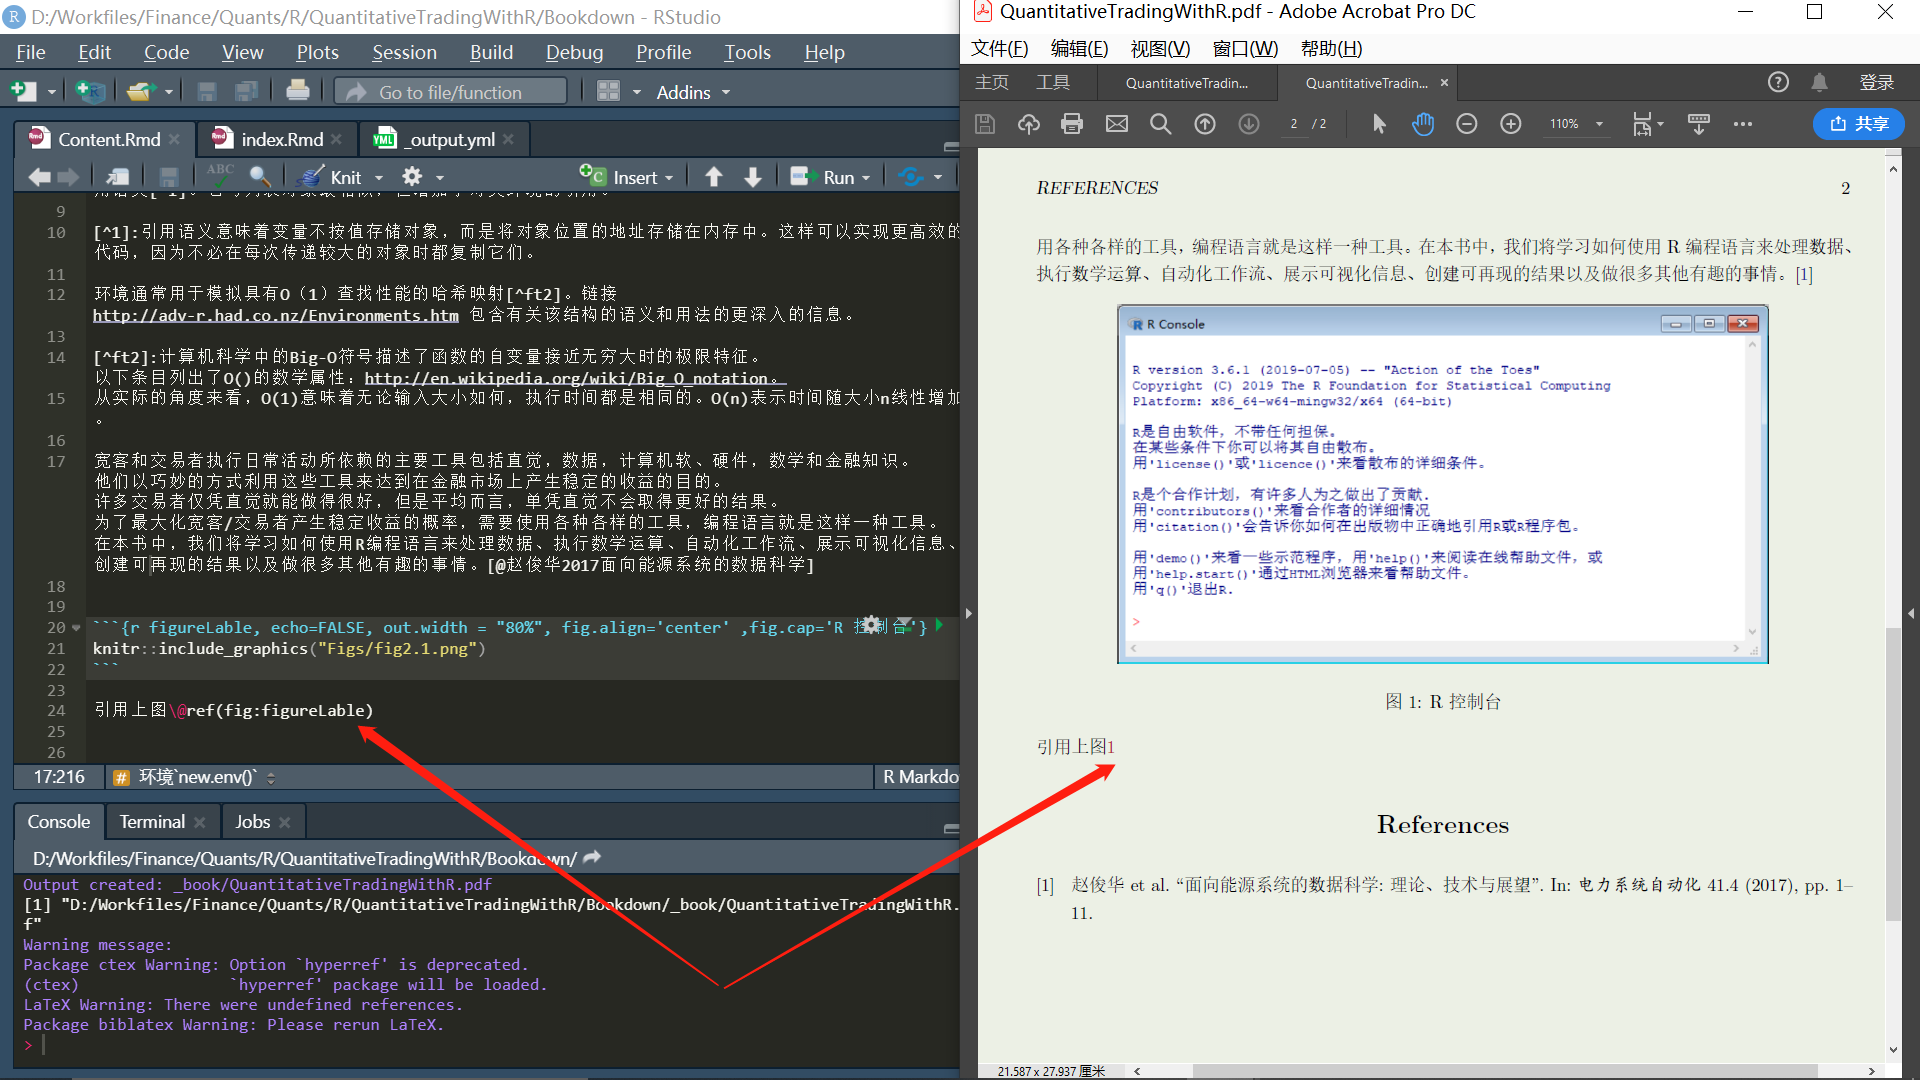 D:/Workfiles/Finance/Quants/R/QuantitativeTradingWithR/Bookdown - RStudio
File Edit Code View Plots Session Build Debug Profile Tools Help
Go to file/function Addins
Content.Rmd index.Rmd _output.yml
ABC Knit Insert Run
9
10 [^1]:引用语义意味着变量不按值存储对象，而是将对象位置的地址存储在内存中。这样可以实现更高效的
代码，因为不必在每次传递较大的对象时都复制它们。
11
12 环境通常用于模拟具有O（1）查找性能的哈希映射[^ft2]。链接
http://adv-r.had.co.nz/Environments.htm 包含有关该结构的语义和用法的更深入的信息。
13
14 [^ft2]:计算机科学中的Big-O符号描述了函数的自变量接近无穷大时的极限特征。
以下条目列出了O()的数学属性：http://en.wikipedia.org/wiki/Big_O_notation。
15 从实际的角度来看，O(1)意味着无论输入大小如何，执行时间都是相同的。O(n)表示时间随大小n线性增加
。
16
17 宽客和交易者执行日常活动所依赖的主要工具包括直觉，数据，计算机软、硬件，数学和金融知识。
他们以巧妙的方式利用这些工具来达到在金融市场上产生稳定的收益的目的。
许多交易者仅凭直觉就能做得很好，但是平均而言，单凭直觉不会取得更好的结果。
为了最大化宽客/交易者产生稳定收益的概率，需要使用各种各样的工具，编程语言就是这样一种工具。
在本书中，我们将学习如何使用R编程语言来处理数据、执行数学运算、自动化工作流、展示可视化信息、
创建可再现的结果以及做很多其他有趣的事情。[@赵俊华2017面向能源系统的数据科学]
18
19
20 ```{r figureLable, echo=FALSE, out.width = "80%", fig.align='center' ,fig.cap='R 控制台'}
21 knitr::include_graphics("Figs/fig2.1.png")
22 ```
23
24 引用上图\@ref(fig:figureLable)
25
26
17:216 # 环境`new.env()` R Markdo
Console Terminal Jobs
D:/Workfiles/Finance/Quants/R/QuantitativeTradingWithR/Bookdown/
Output created: _book/QuantitativeTradingWithR.pdf
[1] "D:/Workfiles/Finance/Quants/R/QuantitativeTradingWithR/Bookdown/_book/QuantitativeTradingWithR.
f"
Warning message:
Package ctex Warning: Option `hyperref' is deprecated.
(ctex) `hyperref' package will be loaded.
LaTeX Warning: There were undefined references.
Package biblatex Warning: Please rerun LaTeX.
>
QuantitativeTradingWithR.pdf - Adobe Acrobat Pro DC
文件(F) 编辑(E) 视图(V) 窗口(W) 帮助(H)
主页 工具 QuantitativeTradin... QuantitativeTradin... 登录
2 / 2 110% 共享
REFERENCES 2
用各种各样的工具, 编程语言就是这样一种工具。在本书中, 我们将学习如何使用 R 编程语言来处理数据、
执行数学运算、自动化工作流、展示可视化信息、创建可再现的结果以及做很多其他有趣的事情。[1]
R Console
R version 3.6.1 (2019-07-05) -- "Action of the Toes"
Copyright (C) 2019 The R Foundation for Statistical Computing
Platform: x86_64-w64-mingw32/x64 (64-bit)
R是自由软件，不带任何担保。
在某些条件下你可以将其自由散布。
用'license()'或'licence()'来看散布的详细条件。
R是个合作计划，有许多人为之做出了贡献.
用'contributors()'来看合作者的详细情况
用'citation()'会告诉你如何在出版物中正确地引用R或R程序包。
用'demo()'来看一些示范程序，用'help()'来阅读在线帮助文件，或
用'help.start()'通过HTML浏览器来看帮助文件。
用'q()'退出R.
>
图 1: R 控制台
引用上图1
References
[1] 赵俊华 et al. “面向能源系统的数据科学: 理论、技术与展望”. In: 电力系统自动化 41.4 (2017), pp. 1–
11.
21.587 x 27.937 厘米